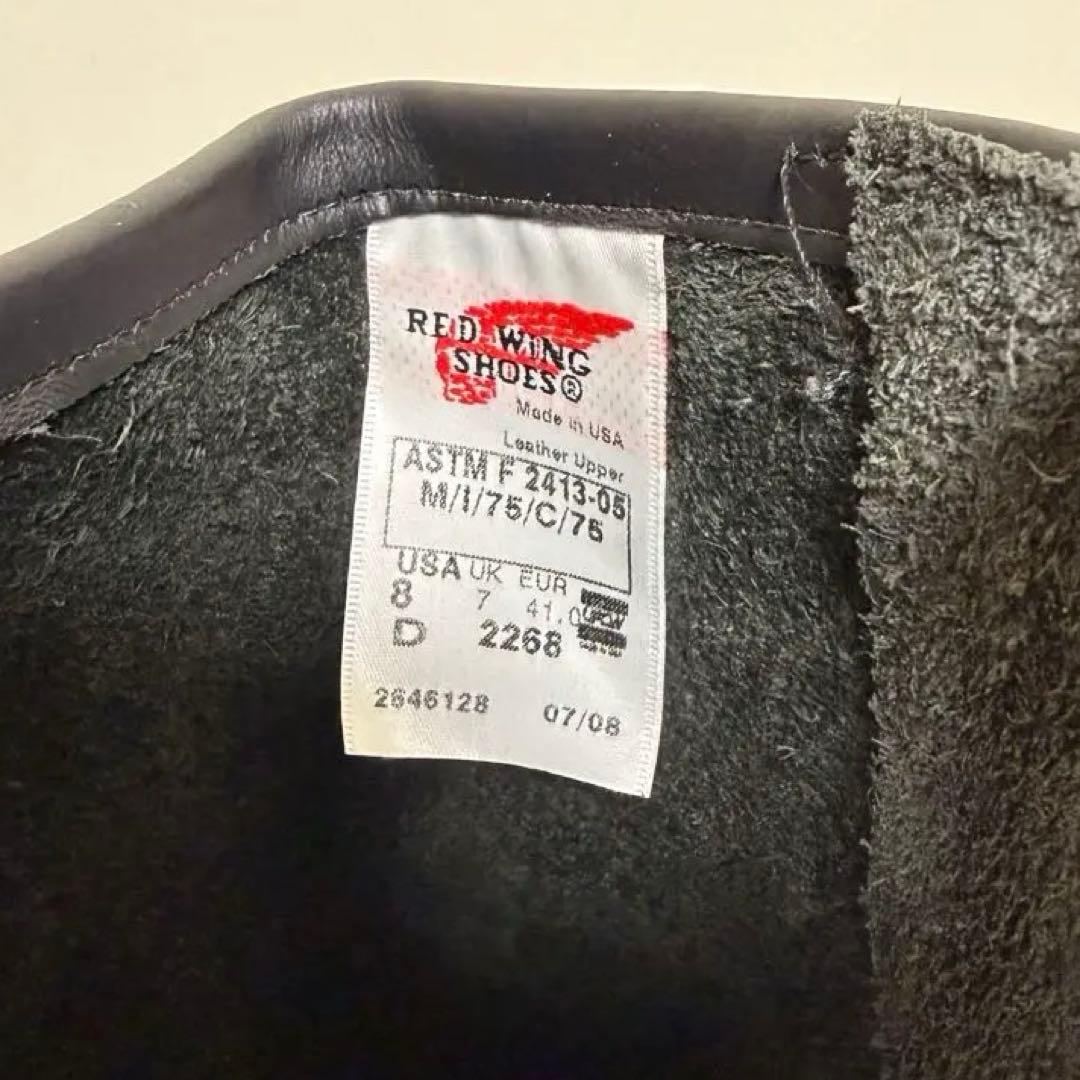 RED WING
SHOES®
Made in USA
Leather Upper
ASTM F 2413-05
M/I/75/C/75
USA UK EUR
8 7 41.0
D 2268
UFCW
2646128 07/08